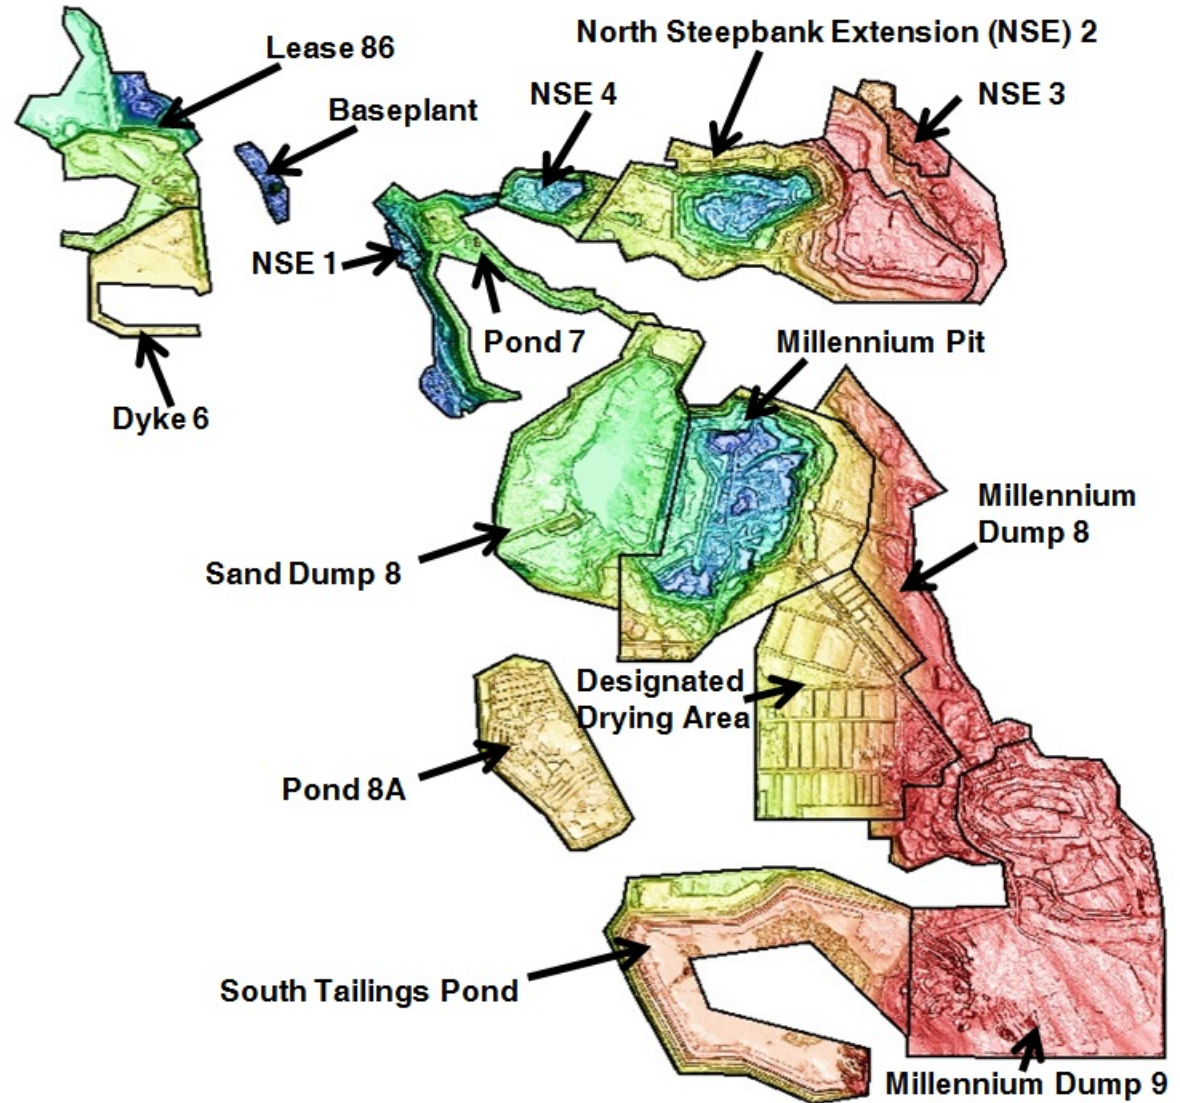 North Steepbank Extension (NSE) 2
Lease 86
NSE 4
NSE 3
Baseplant
NSE 1
Pond 7
Millennium Pit
Dyke 6
Millennium
Dump 8
Sand Dump 8
Designated
Drying Area
Pond 8A
South Tailings Pond
Millennium Dump 9